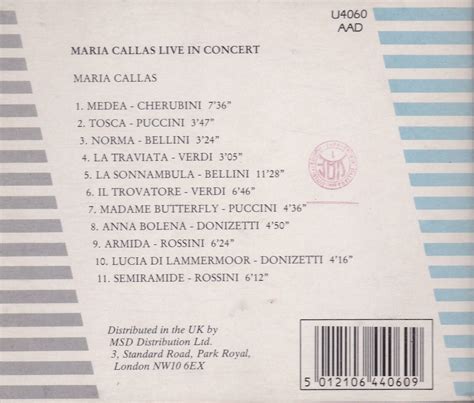 U4060
AAD
MARIA CALLAS LIVE IN CONCERT
MARIA CALLAS
1. MEDEA - CHERUBINI 7'36"
2. TOSCA - PUCCINI 3'47"
3. NORMA - BELLINI 3'24"
4. LA TRAVIATA - VERDI 3'05"
5. LA SONNAMBULA - BELLINI 11'28"
6. IL TROVATORE - VERDI 6'46"
7. MADAME BUTTERFLY - PUCCINI 4'36"
8. ANNA BOLENA - DONIZETTI 4'50"
9. ARMIDA - ROSSINI 6'24"
10. LUCIA DI LAMMERMOOR - DONIZETTI 4'16"
11. SEMIRAMIDE - ROSSINI 6'12"
Distributed in the UK by
MSD Distribution Ltd.
3, Standard Road, Park Royal,
London NW10 6EX
5 012106 440609